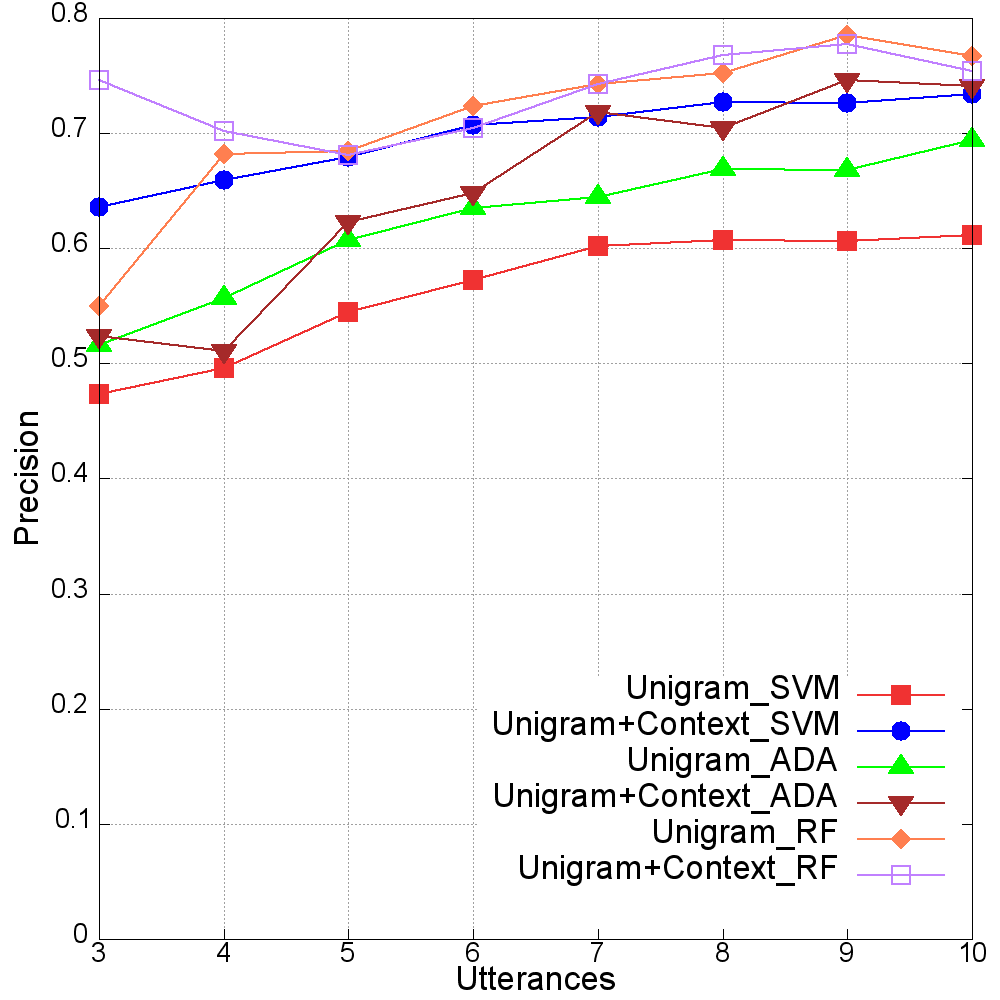 0.8
0.7
0.6
0.5
0.4
0.3
0.2
0.1
0
Precision
Unigram_SVM
Unigram+Context_SVM
Unigram_ADA
Unigram+Context_ADA
Unigram_RF
Unigram+Context_RF
3 4 5 6 7 8 9 10
Utterances